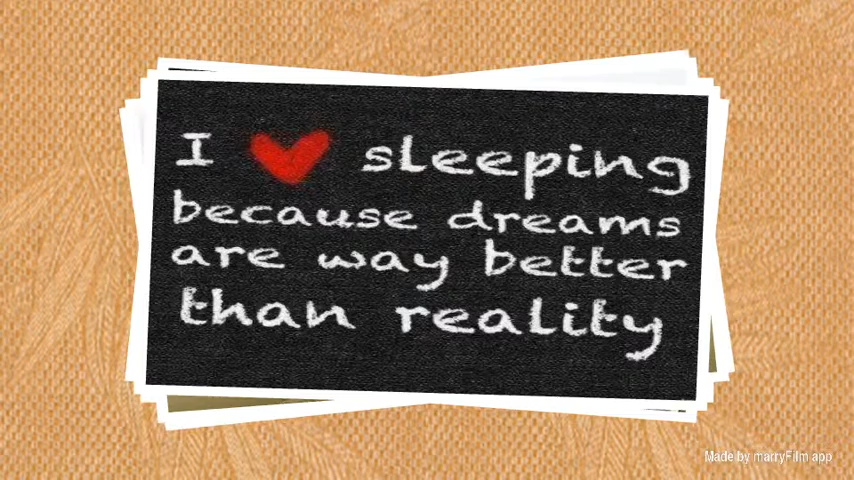 I ❤ sleeping
because dreams
are way better
than reality
Made by marryFilm app